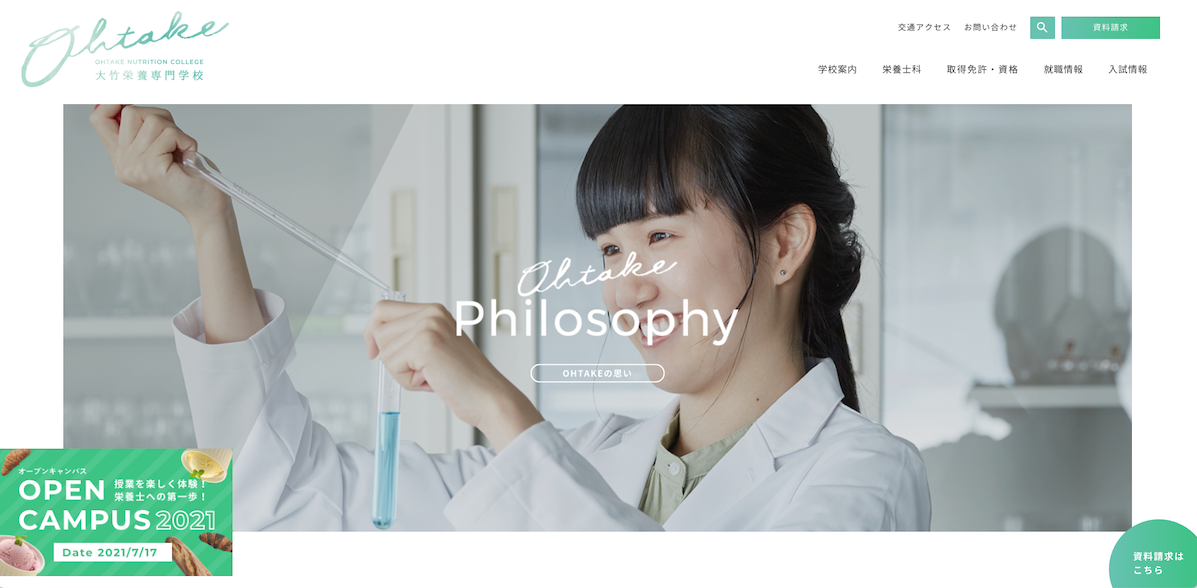 Ohtake
OHTAKE NUTRITION COLLEGE
大竹栄養専門学校
交通アクセス お問い合わせ 資料請求
学校案内 栄養士科 取得免許・資格 就職情報 入試情報
Ohtake
Philosophy
OHTAKEの思い
オープンキャンパス
OPEN 授業を楽しく体験！
栄養士への第一歩！
CAMPUS 2021
Date 2021/7/17
資料請求は
こちら